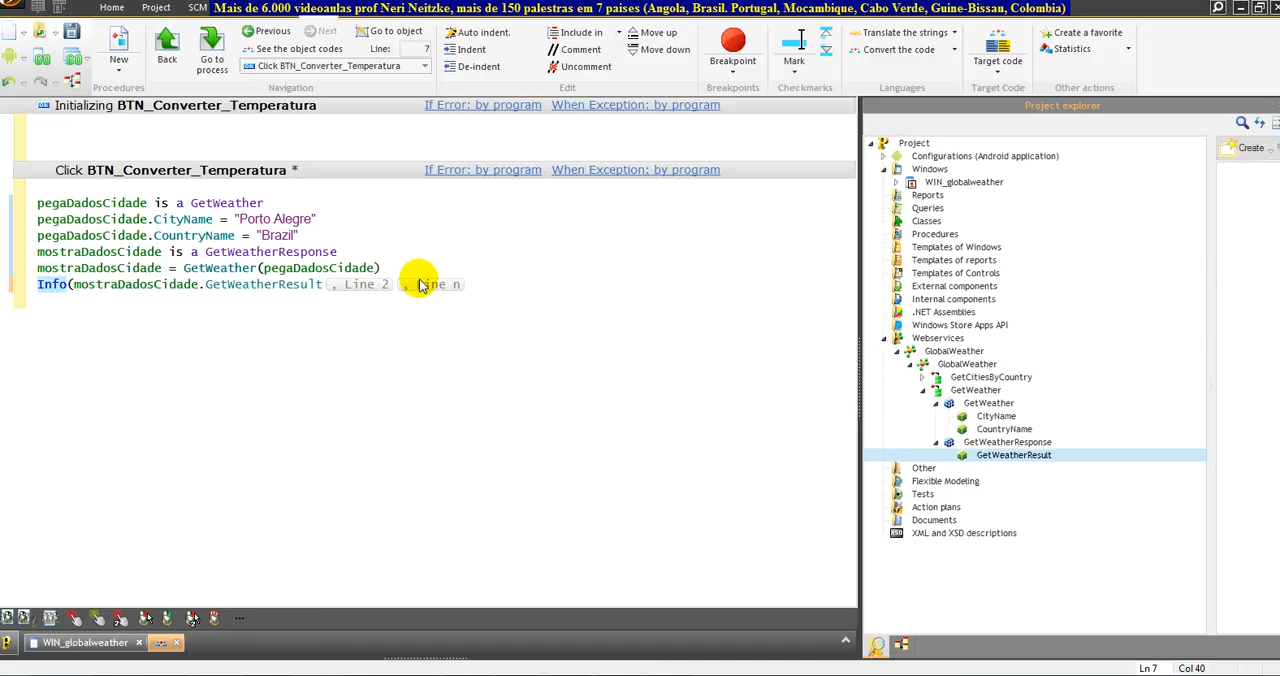 Home Project SCM Mais de 6.000 videoaulas prof Neri Neitzke, mais de 150 palestras em 7 paises (Angola, Brasil. Portugal, Mocambique, Cabo Verde, Guine-Bissau, Colombia)
New
Procedures
Back
Go to process
Previous Next Go to object
See the object codes Line: 7
Click BTN_Converter_Temperatura
Navigation
Auto indent.
Indent
De-indent
Include in
// Comment
// Uncomment
Move up
Move down
Edit
Breakpoint
Breakpoints
Mark
Checkmarks
Translate the strings
Convert the code
Languages
Target code
Target Code
Create a favorite
Statistics
Other actions
Initializing BTN_Converter_Temperatura If Error: by program When Exception: by program
Click BTN_Converter_Temperatura * If Error: by program When Exception: by program
pegaDadosCidade is a GetWeather
pegaDadosCidade.CityName = "Porto Alegre"
pegaDadosCidade.CountryName = "Brazil"
mostraDadosCidade is a GetWeatherResponse
mostraDadosCidade = GetWeather(pegaDadosCidade)
Info(mostraDadosCidade.GetWeatherResult , Line 2 , Line n
Project explorer
Create
Project
Configurations (Android application)
Windows
WIN_globalweather
Reports
Queries
Classes
Procedures
Templates of Windows
Templates of reports
Templates of Controls
External components
Internal components
.NET Assemblies
Windows Store Apps API
Webservices
GlobalWeather
GlobalWeather
GetCitiesByCountry
GetWeather
GetWeather
CityName
CountryName
GetWeatherResponse
GetWeatherResult
Other
Flexible Modeling
Tests
Action plans
Documents
XML and XSD descriptions
WIN_globalweather
Ln 7 Col 40